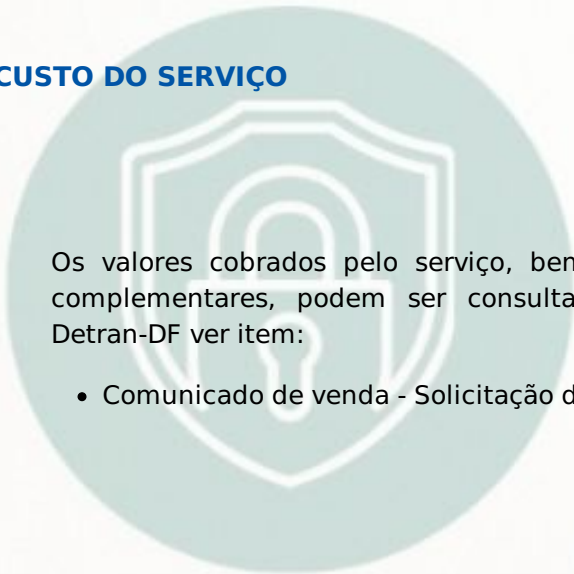 CUSTO DO SERVIÇO
Os valores cobrados pelo serviço, bem
complementares, podem ser consulta
Detran-DF ver item:
• Comunicado de venda - Solicitação d